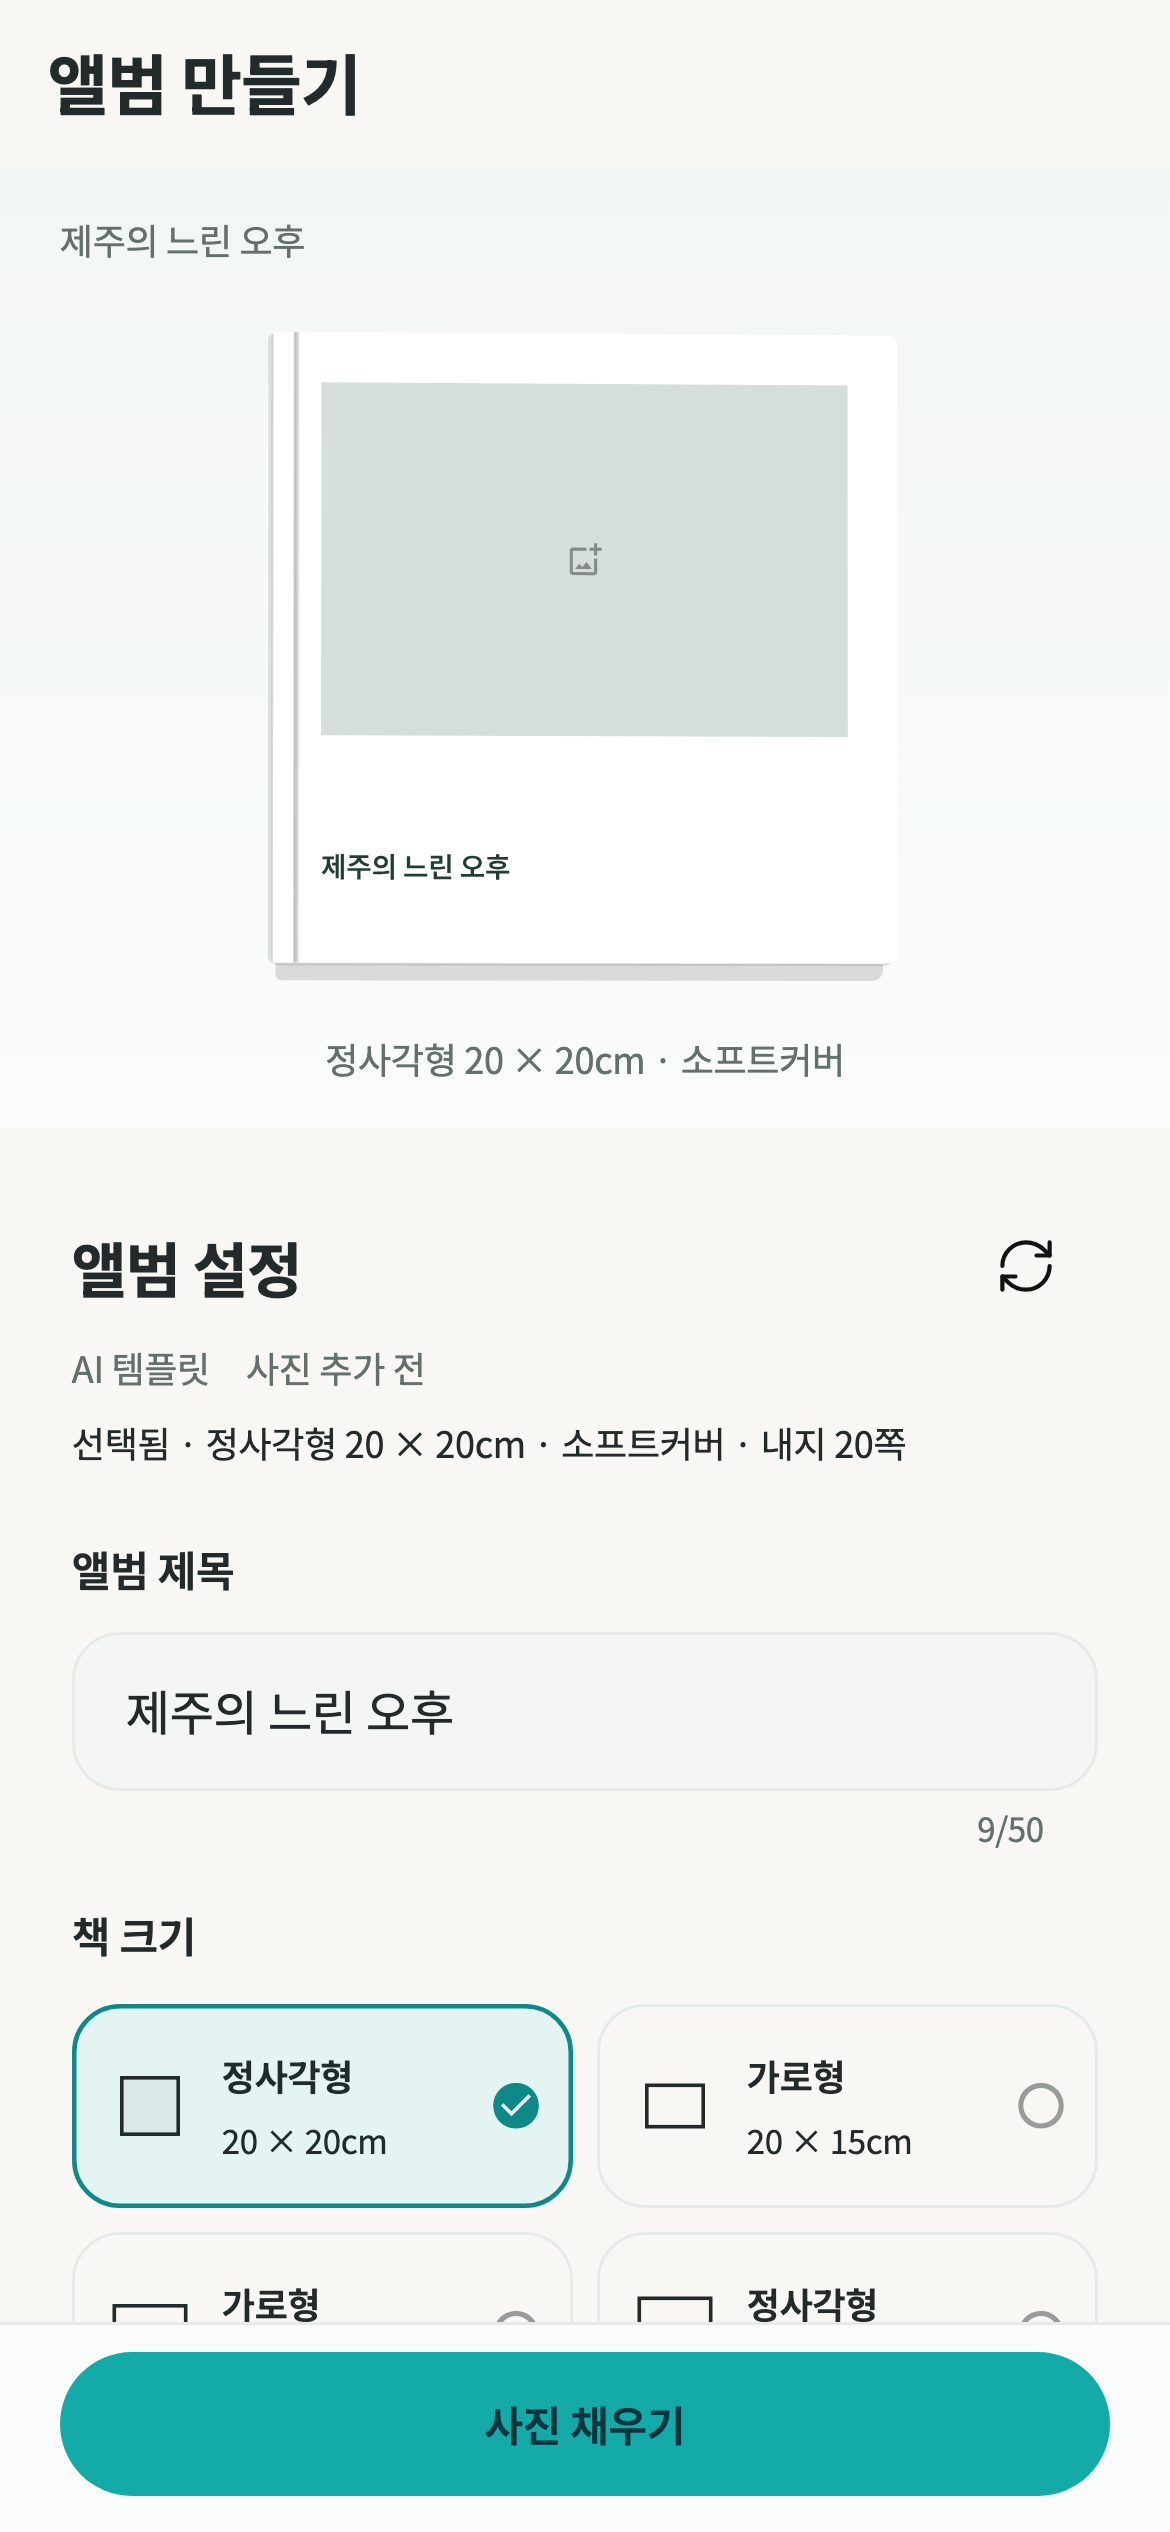 앨범 만들기
제주의 느린 오후
제주의 느린 오후
정사각형 20 × 20cm · 소프트커버
앨범 설정
AI 템플릿 사진 추가 전
선택됨 · 정사각형 20 × 20cm · 소프트커버 · 내지 20쪽
앨범 제목
제주의 느린 오후
9/50
책 크기
정사각형
20 × 20cm
가로형
20 × 15cm
가로형
정사각형
사진 채우기